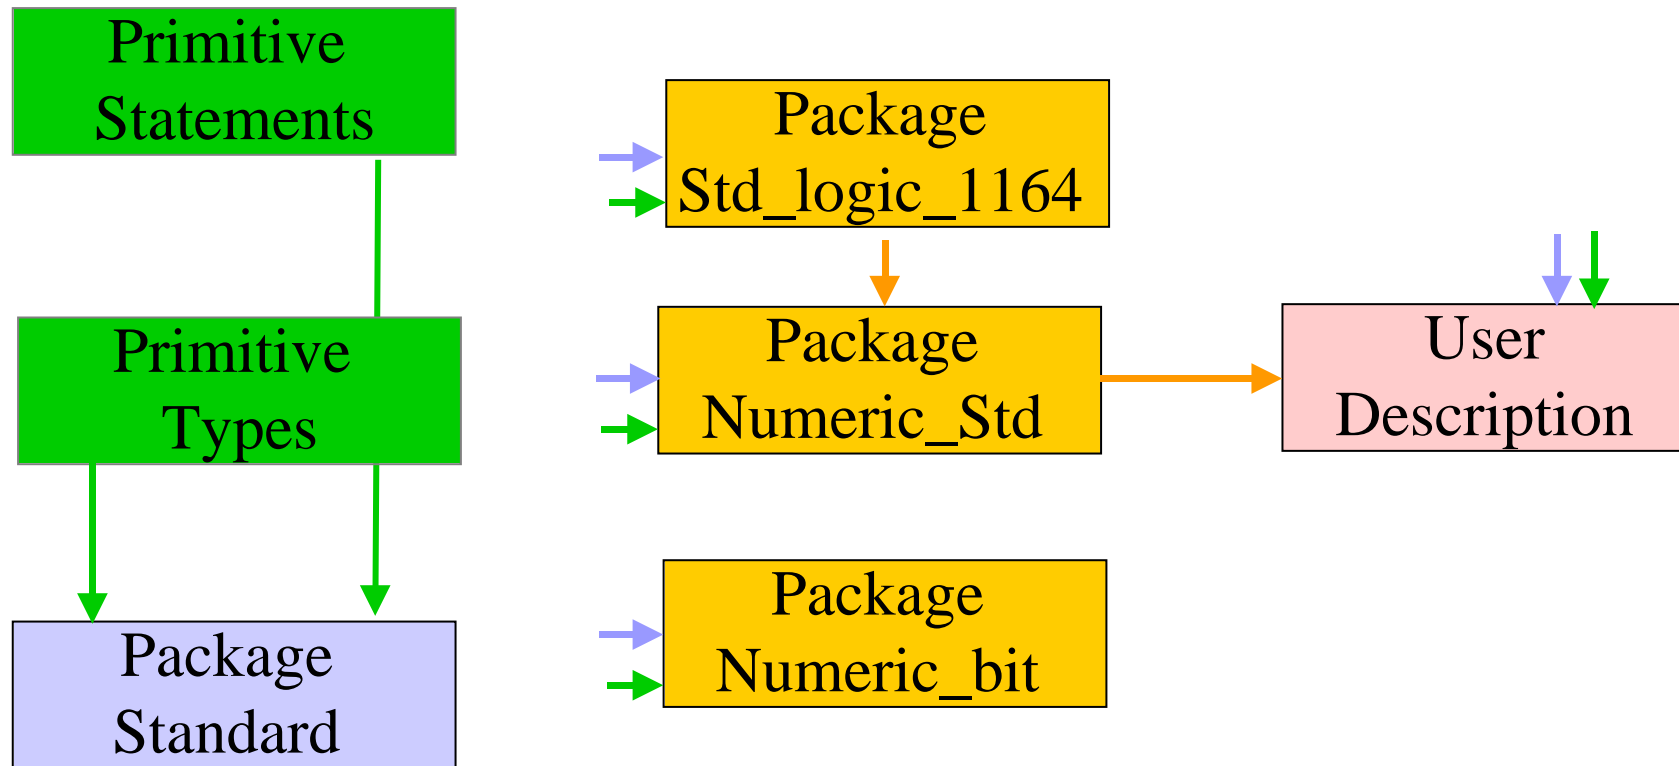 Primitive
Statements
Package
Std_logic_1164
Primitive
Types
Package
Numeric_Std
User
Description
Package
Standard
Package
Numeric_bit